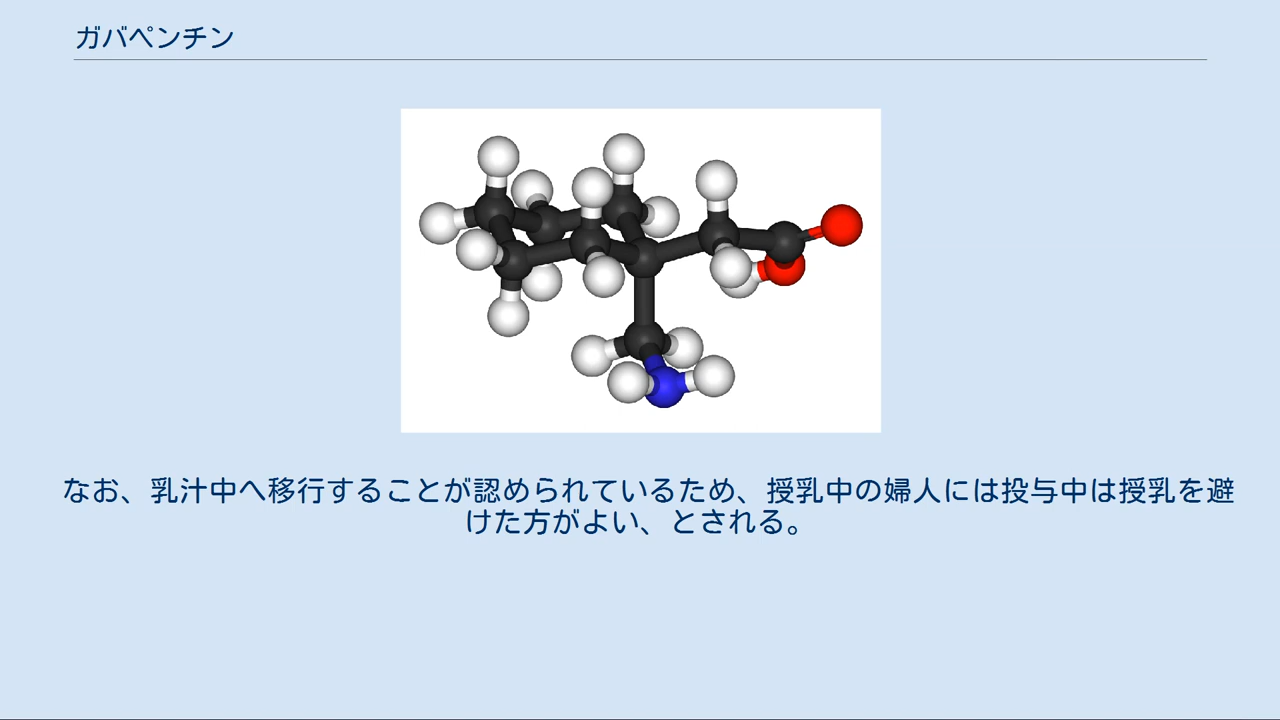 ガバペンチン
なお、乳汁中へ移行することが認められているため、授乳中の婦人には投与中は授乳を避
けた方がよい、とされる。